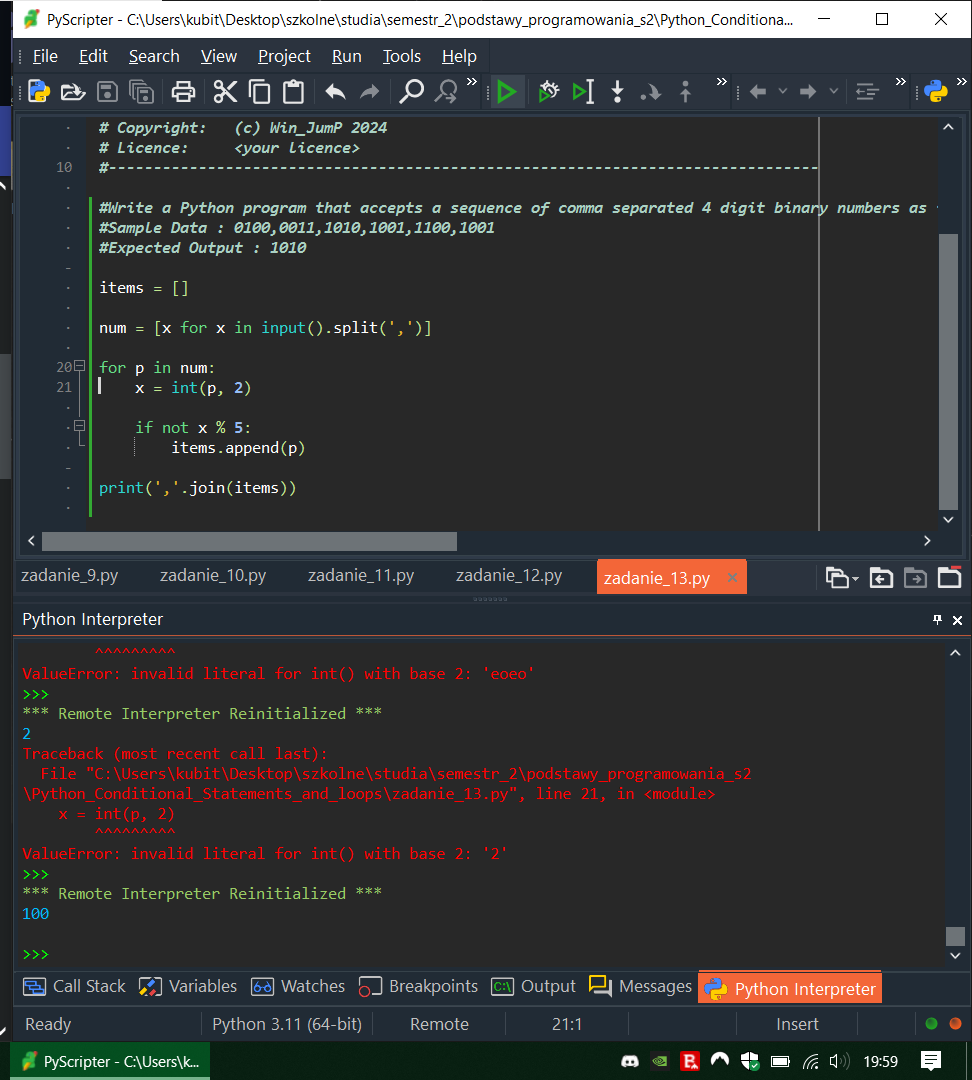 PyScripter - C:\Users\kubit\Desktop\szkolne\studia\semestr_2\podstawy_programowania_s2\Python_Conditiona...
File Edit Search View Project Run Tools Help
# Copyright:   (c) Win_JumP 2024
# Licence:     <your licence>
10 #-------------------------------------------------------------------------------
#Write a Python program that accepts a sequence of comma separated 4 digit binary numbers as
#Sample Data : 0100,0011,1010,1001,1100,1001
#Expected Output : 1010
items = []
num = [x for x in input().split(',')]
20 for p in num:
21     x = int(p, 2)
    if not x % 5:
        items.append(p)
print(','.join(items))
zadanie_9.py zadanie_10.py zadanie_11.py zadanie_12.py zadanie_13.py
Python Interpreter
^^^^^^^^^
ValueError: invalid literal for int() with base 2: 'eoeo'
>>>
*** Remote Interpreter Reinitialized ***
2
Traceback (most recent call last):
  File "C:\Users\kubit\Desktop\szkolne\studia\semestr_2\podstawy_programowania_s2
\Python_Conditional_Statements_and_loops\zadanie_13.py", line 21, in <module>
    x = int(p, 2)
        ^^^^^^^^^
ValueError: invalid literal for int() with base 2: '2'
>>>
*** Remote Interpreter Reinitialized ***
100
>>>
Call Stack Variables Watches Breakpoints Output Messages Python Interpreter
Ready Python 3.11 (64-bit) Remote 21:1 Insert
PyScripter - C:\Users\k... 19:59